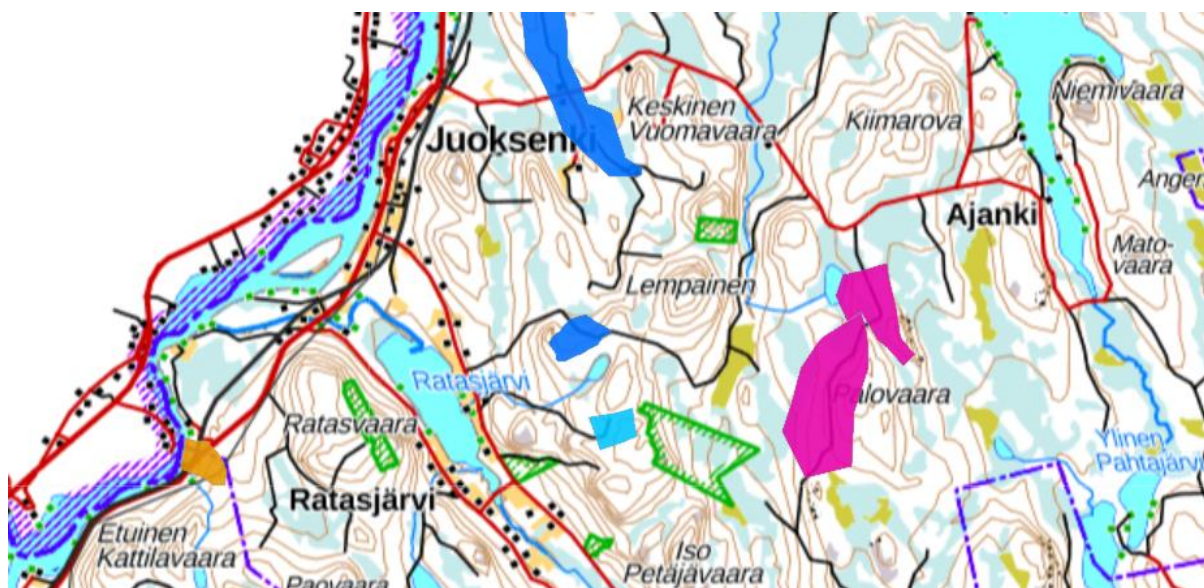 Niemivaara
Keskinen
Vuomavaara
Kiimarova
Juoksenki
Anger
Ajanki
Mato-
vaara
Lempainen
Ratasjärvi
Palovaara
Ratasvaara
Ylinen
Pahtajärvi
Ratasjärvi
Etuinen
Kattilavaara
Iso
Petäjävaara
Paovaara